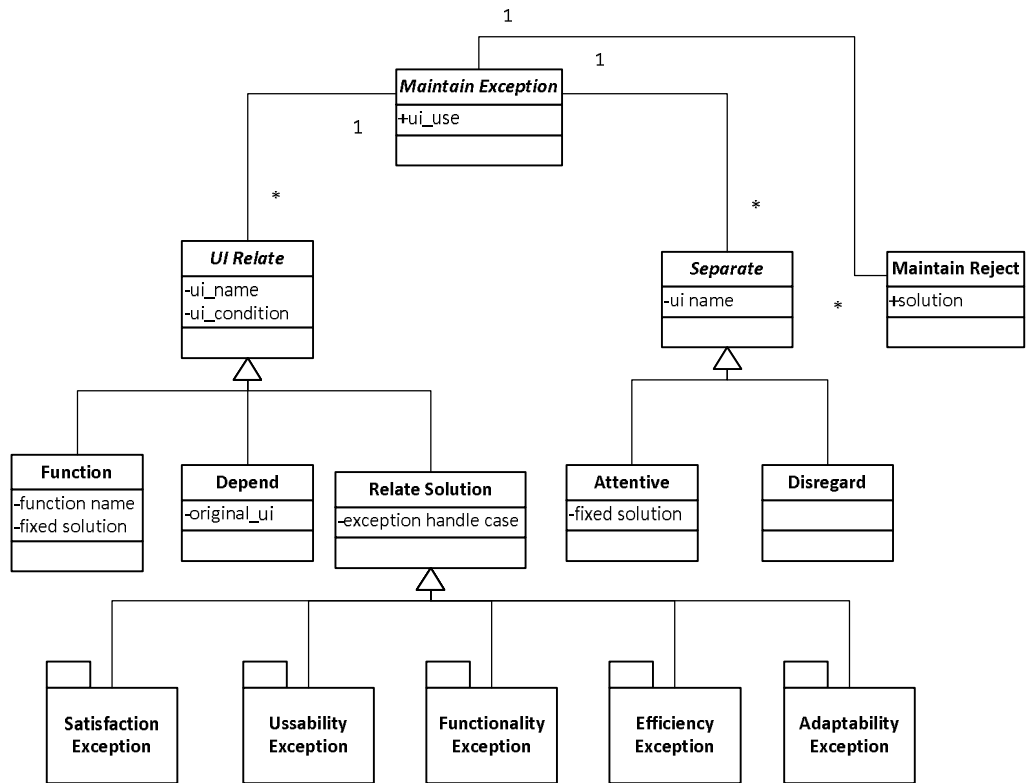 1
1
Maintain Exception
+ui_use
1
*
*
UI Relate
-ui_name
-ui_condition
Separate
-ui name
Maintain Reject
+solution
*
Function
-function name
-fixed solution
Depend
-original_ui
Relate Solution
-exception handle case
Attentive
-fixed solution
Disregard
Satisfaction
Exception
Ussability
Exception
Functionality
Exception
Efficiency
Exception
Adaptability
Exception